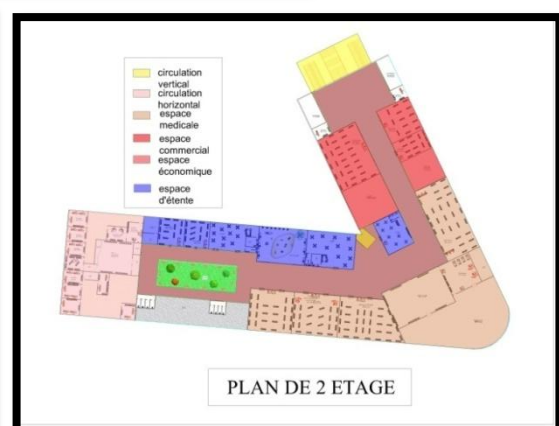 circulation
vertical
circulation
horizontal
espace
medicale
espace
commercial
espace
économique
espace
d'étente
PLAN DE 2 ETAGE